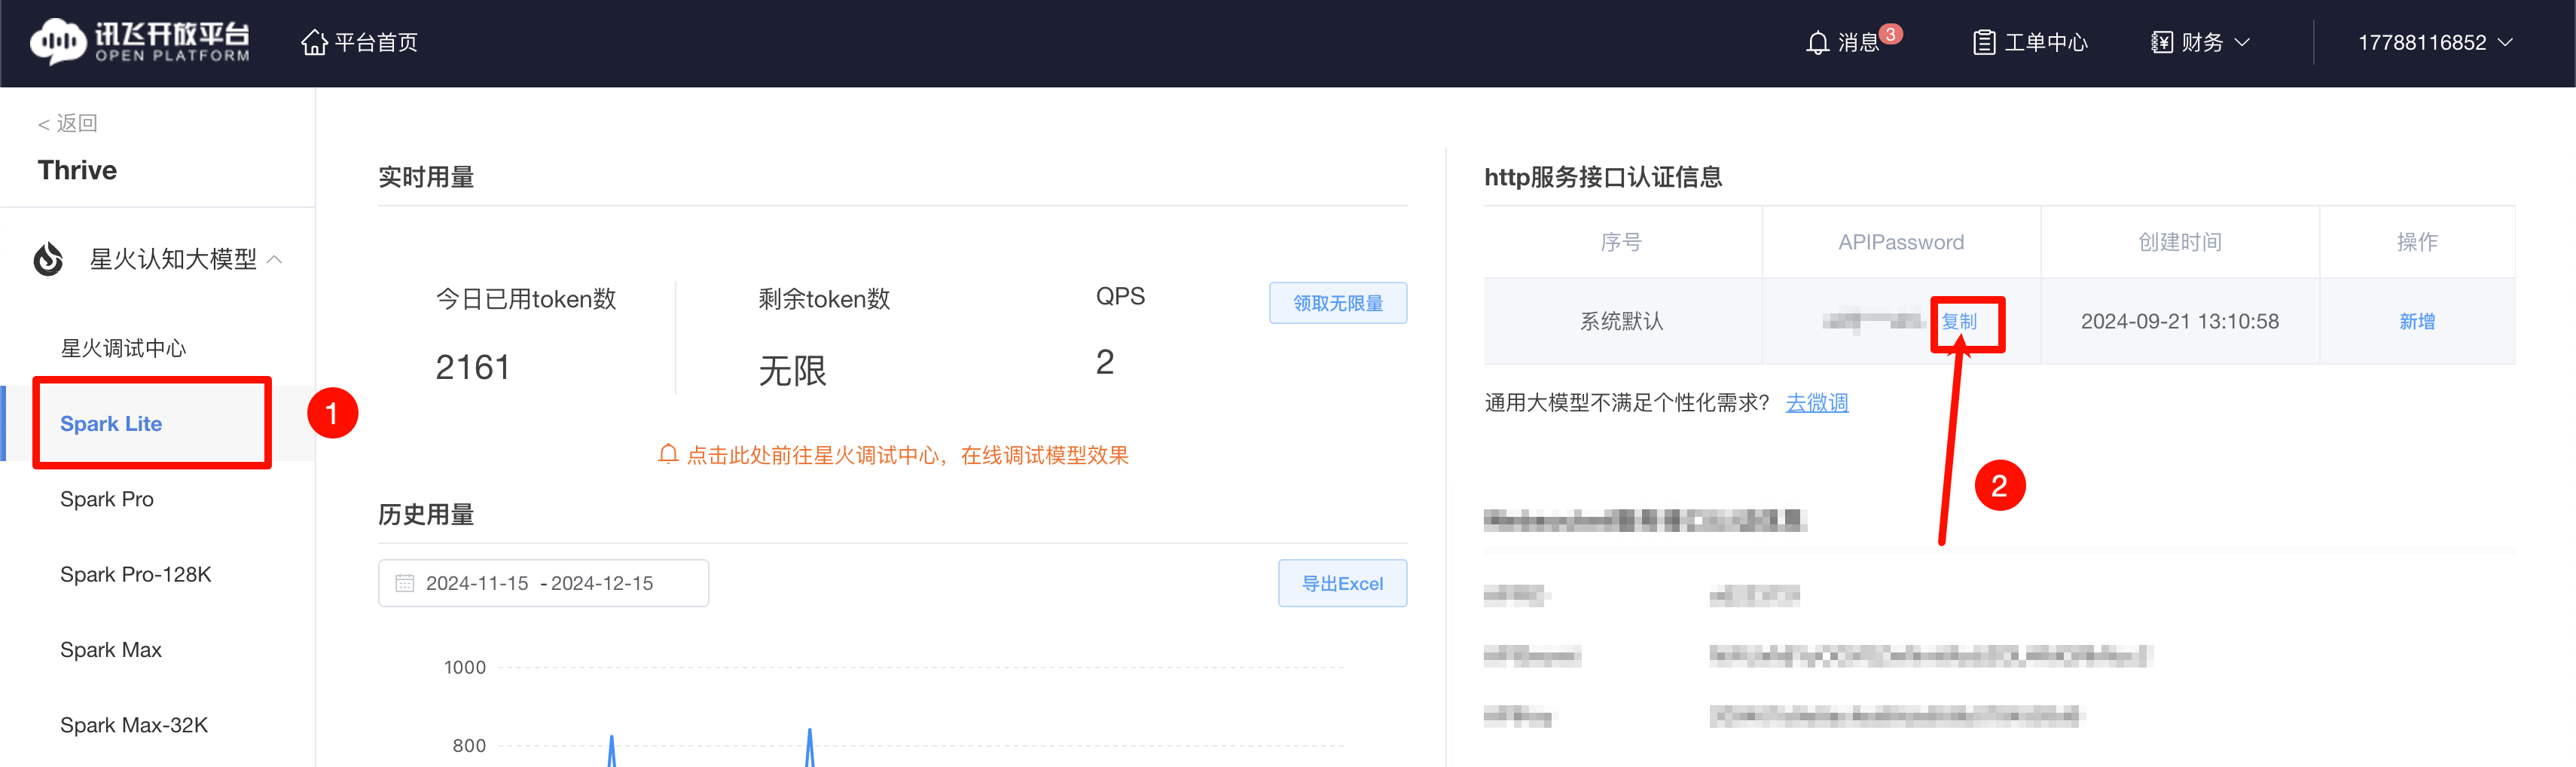 讯飞开放平台
OPEN PLATFORM
平台首页
消息 3
工单中心
财务
17788116852
< 返回
Thrive
星火认知大模型
星火调试中心
Spark Lite
1
Spark Pro
Spark Pro-128K
Spark Max
Spark Max-32K
实时用量
今日已用token数
2161
剩余token数
无限
QPS
2
领取无限量
点击此处前往星火调试中心，在线调试模型效果
历史用量
2024-11-15 - 2024-12-15
导出Excel
1000
800
http服务接口认证信息
序号 APIPassword 创建时间 操作
系统默认 复制 2024-09-21 13:10:58 新增
通用大模型不满足个性化需求？ 去微调
2